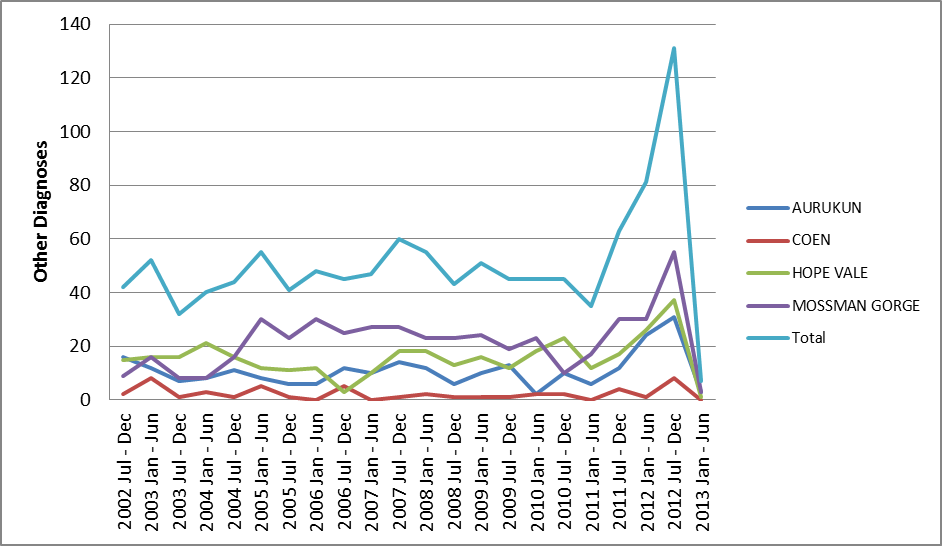 140
120
100
80
60
40
20
0
Other Diagnoses
2002 Jul - Dec
2003 Jan - Jun
2003 Jul - Dec
2004 Jan - Jun
2004 Jul - Dec
2005 Jan - Jun
2005 Jul - Dec
2006 Jan - Jun
2006 Jul - Dec
2007 Jan - Jun
2007 Jul - Dec
2008 Jan - Jun
2008 Jul - Dec
2009 Jan - Jun
2009 Jul - Dec
2010 Jan - Jun
2010 Jul - Dec
2011 Jan - Jun
2011 Jul - Dec
2012 Jan - Jun
2012 Jul - Dec
2013 Jan - Jun
AURUKUN
COEN
HOPE VALE
MOSSMAN GORGE
Total